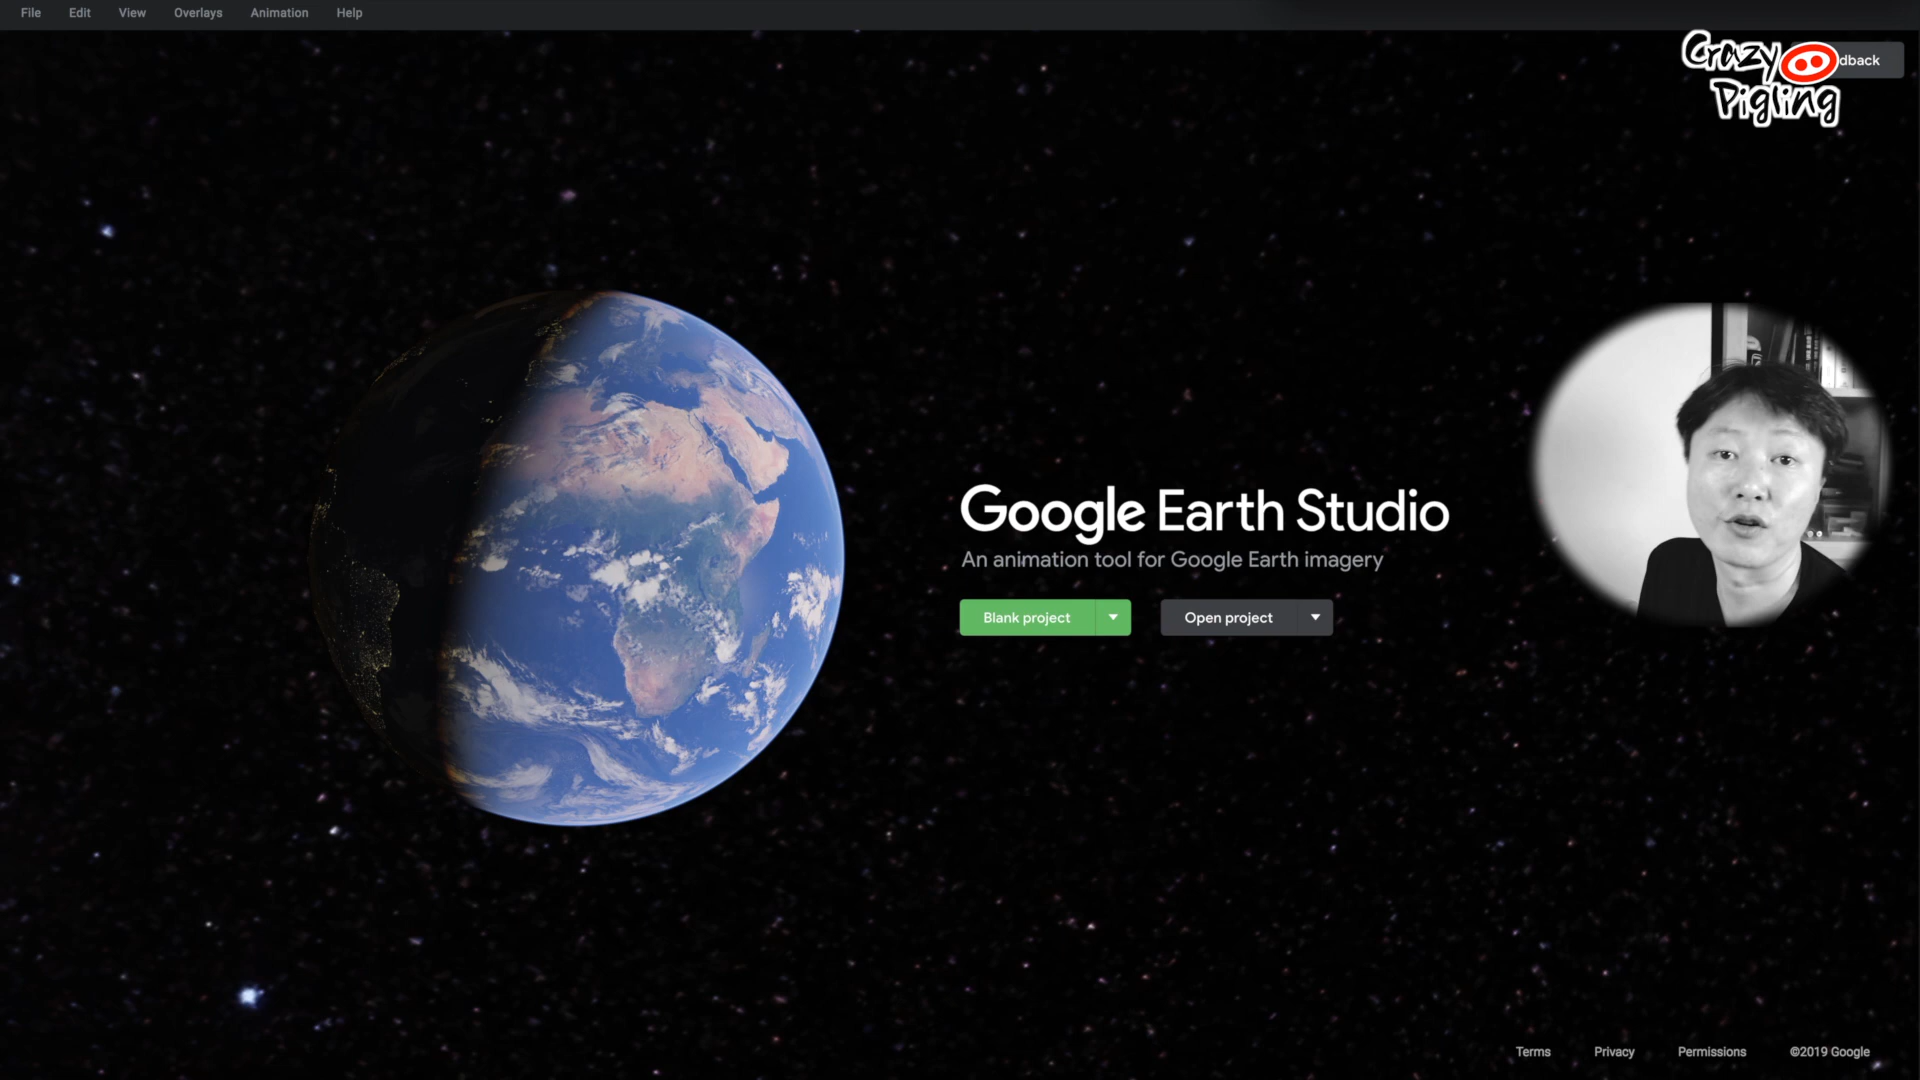 File Edit View Overlays Animation Help
Crazy
dback
Pigling
Google Earth Studio
An animation tool for Google Earth imagery
Blank project Open project
Terms Privacy Permissions ©2019 Google